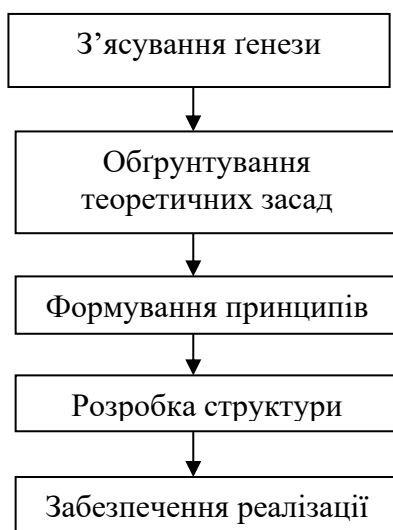 З’ясування ґенези
Обґрунтування
теоретичних засад
Формування принципів
Розробка структури
Забезпечення реалізації